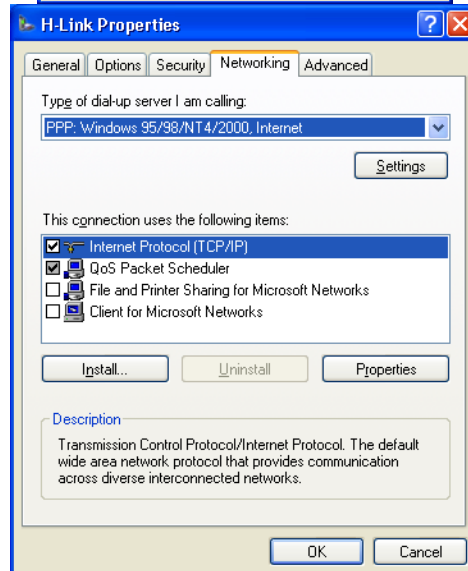 H-Link Properties
General Options Security Networking Advanced
Type of dial-up server I am calling:
PPP: Windows 95/98/NT4/2000, Internet
Settings
This connection uses the following items:
Internet Protocol (TCP/IP)
QoS Packet Scheduler
File and Printer Sharing for Microsoft Networks
Client for Microsoft Networks
Install... Uninstall Properties
Description
Transmission Control Protocol/Internet Protocol. The default
wide area network protocol that provides communication
across diverse interconnected networks.
OK Cancel